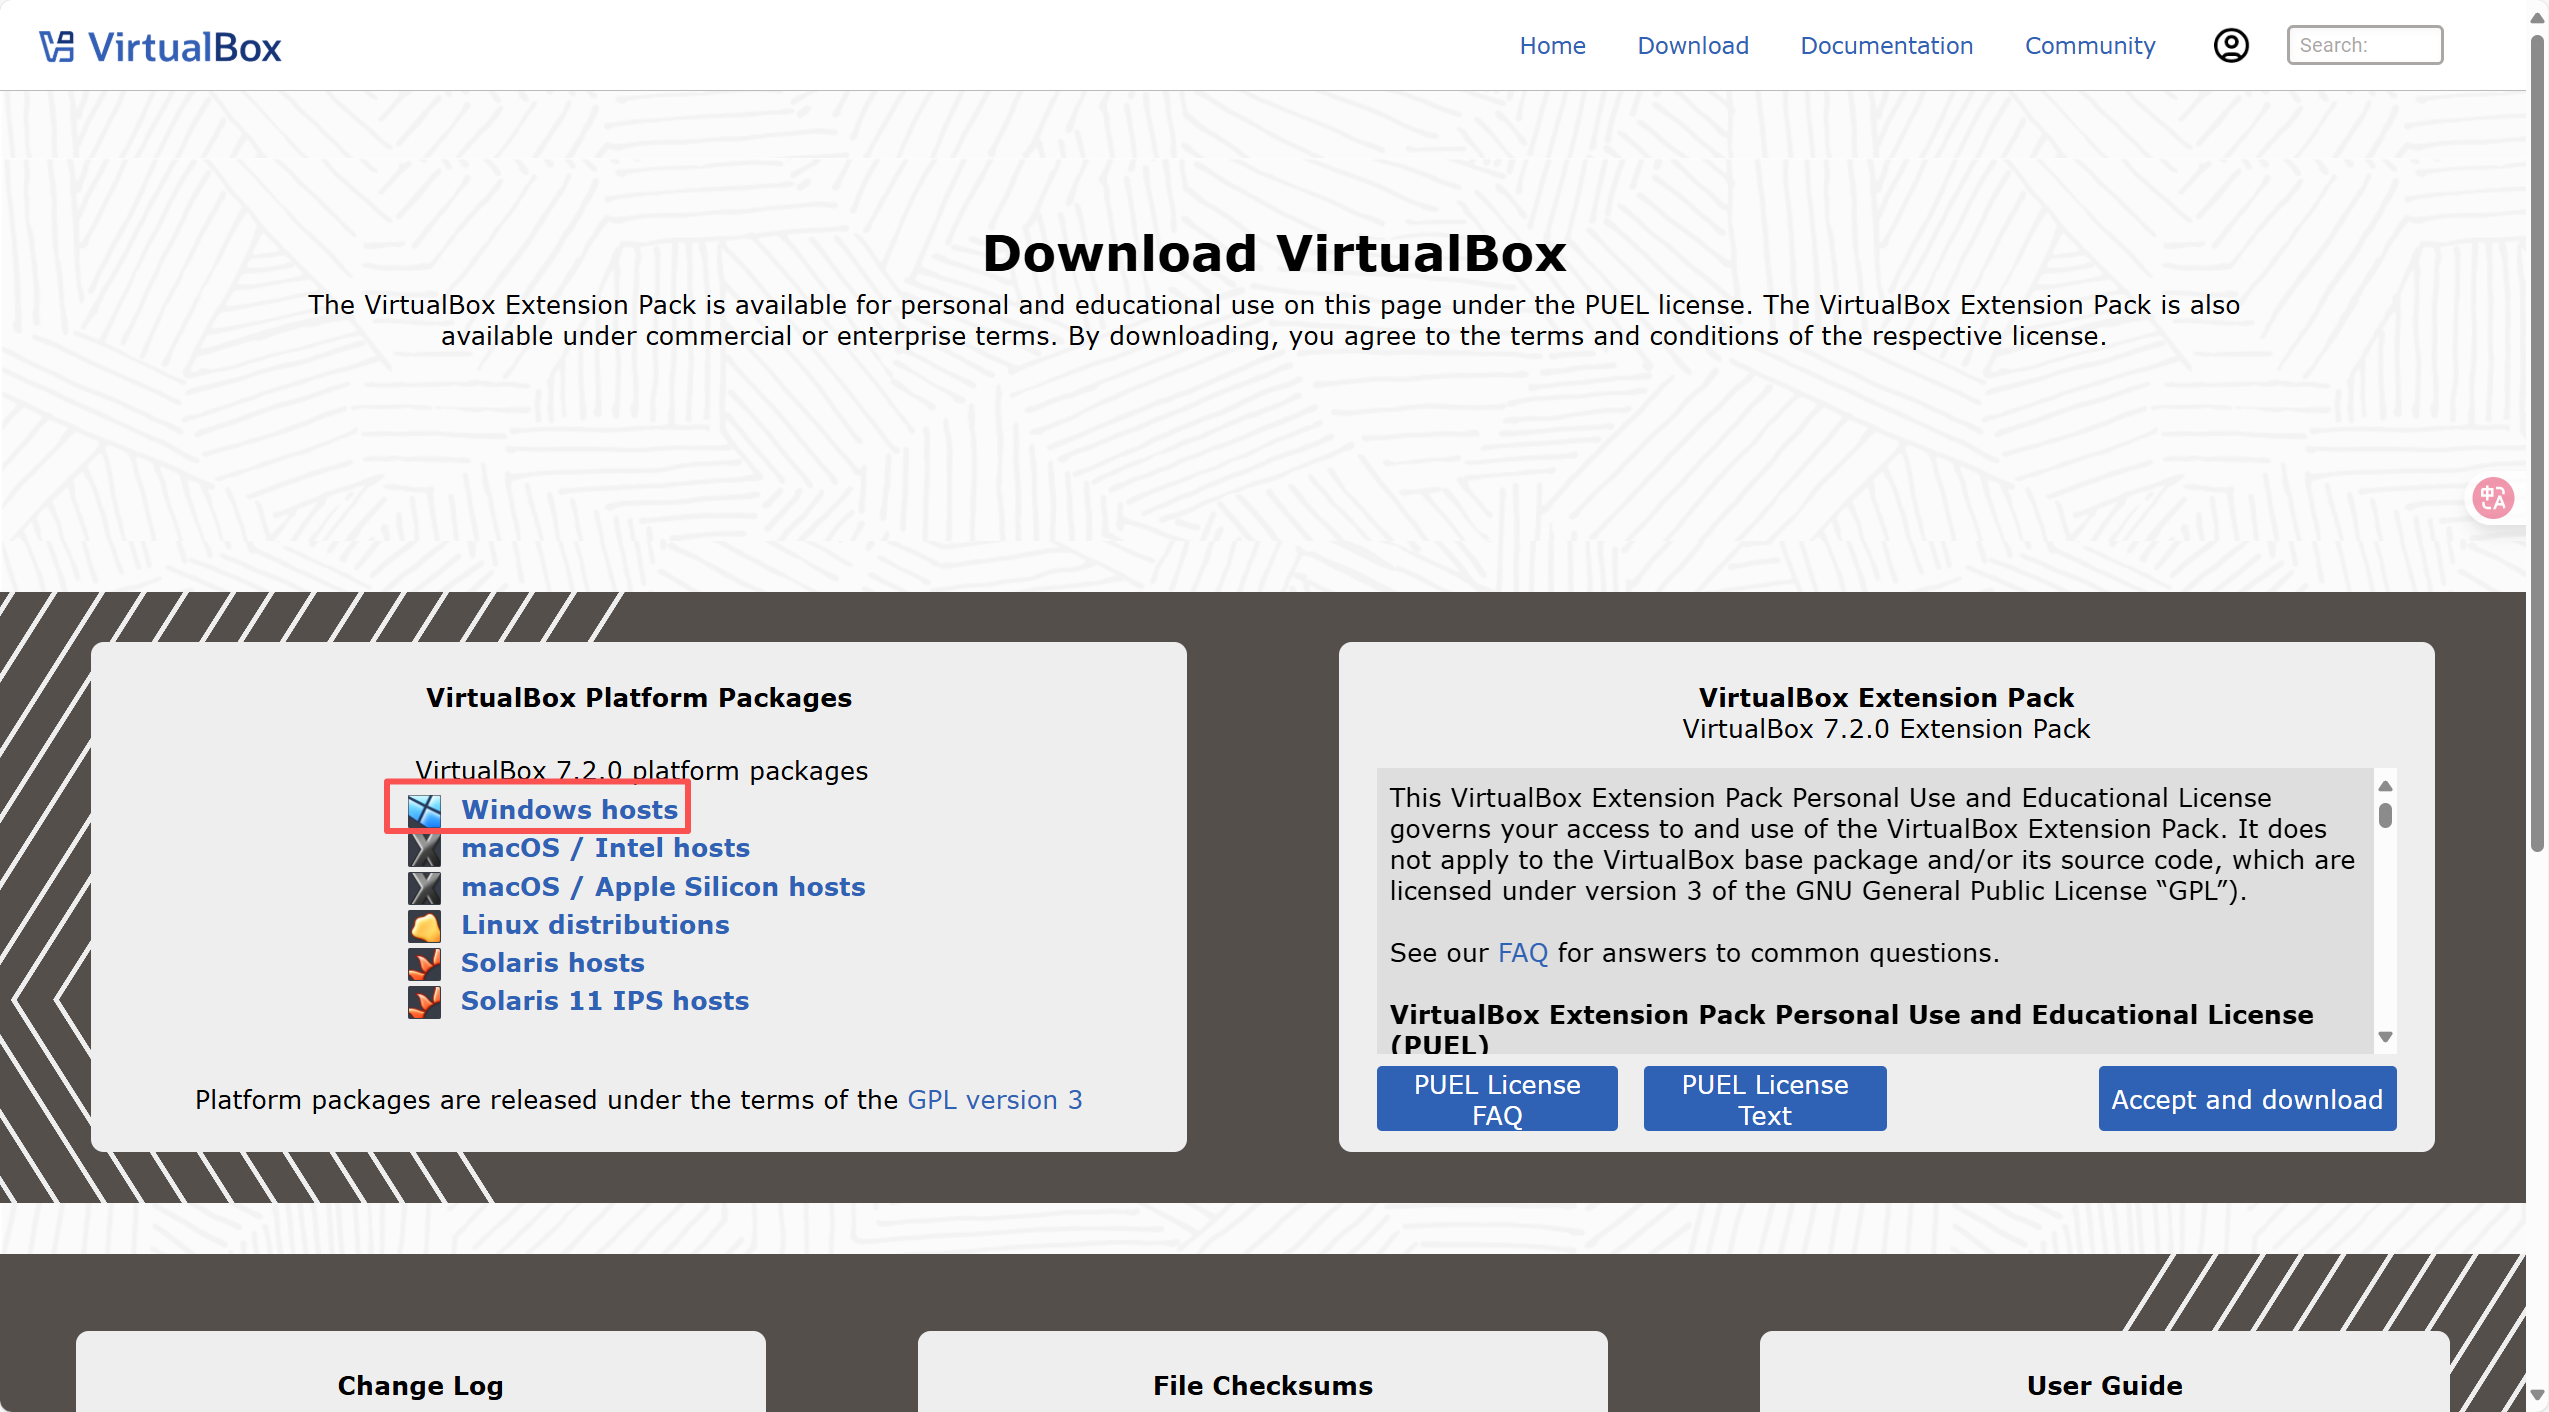 VirtualBox
Home
Download
Documentation
Community
Search:
Download VirtualBox
The VirtualBox Extension Pack is available for personal and educational use on this page under the PUEL license. The VirtualBox Extension Pack is also
available under commercial or enterprise terms. By downloading, you agree to the terms and conditions of the respective license.
中A
VirtualBox Platform Packages
VirtualBox 7.2.0 platform packages
Windows hosts
macOS / Intel hosts
macOS / Apple Silicon hosts
Linux distributions
Solaris hosts
Solaris 11 IPS hosts
Platform packages are released under the terms of the GPL version 3
VirtualBox Extension Pack
VirtualBox 7.2.0 Extension Pack
This VirtualBox Extension Pack Personal Use and Educational License
governs your access to and use of the VirtualBox Extension Pack. It does
not apply to the VirtualBox base package and/or its source code, which are
licensed under version 3 of the GNU General Public License “GPL”).
See our FAQ for answers to common questions.
VirtualBox Extension Pack Personal Use and Educational License
(PUEL)
PUEL License
FAQ
PUEL License
Text
Accept and download
Change Log
File Checksums
User Guide